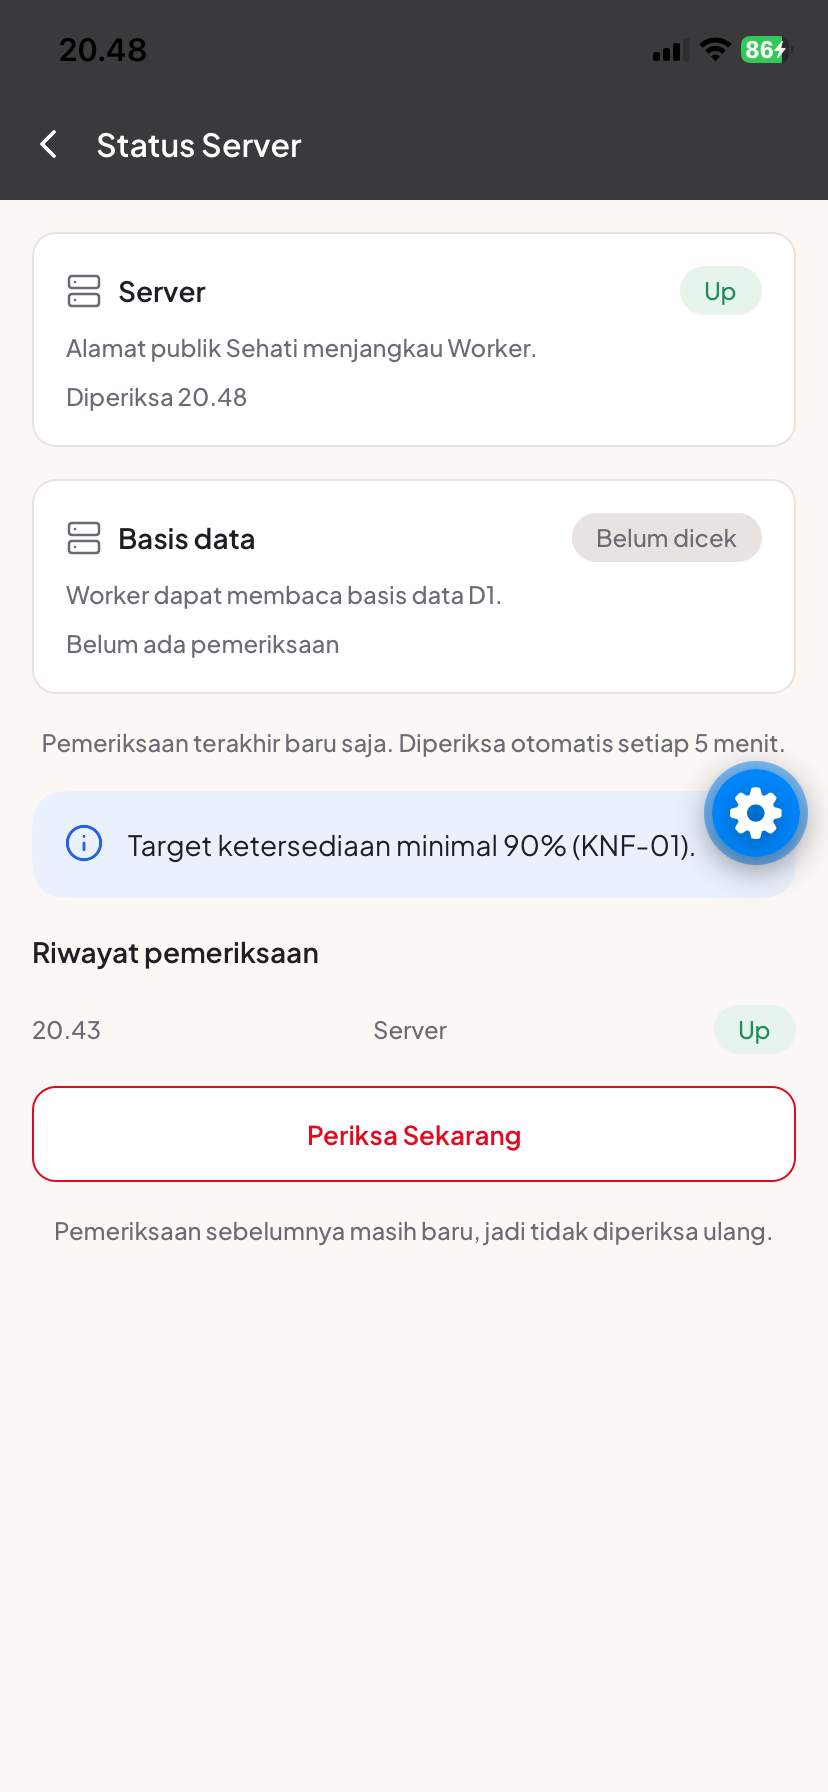 20.48
86
Status Server
Server
Up
Alamat publik Sehati menjangkau Worker.
Diperiksa 20.48
Basis data
Belum dicek
Worker dapat membaca basis data D1.
Belum ada pemeriksaan
Pemeriksaan terakhir baru saja. Diperiksa otomatis setiap 5 menit.
Target ketersediaan minimal 90% (KNF-01).
Riwayat pemeriksaan
20.43 Server Up
Periksa Sekarang
Pemeriksaan sebelumnya masih baru, jadi tidak diperiksa ulang.